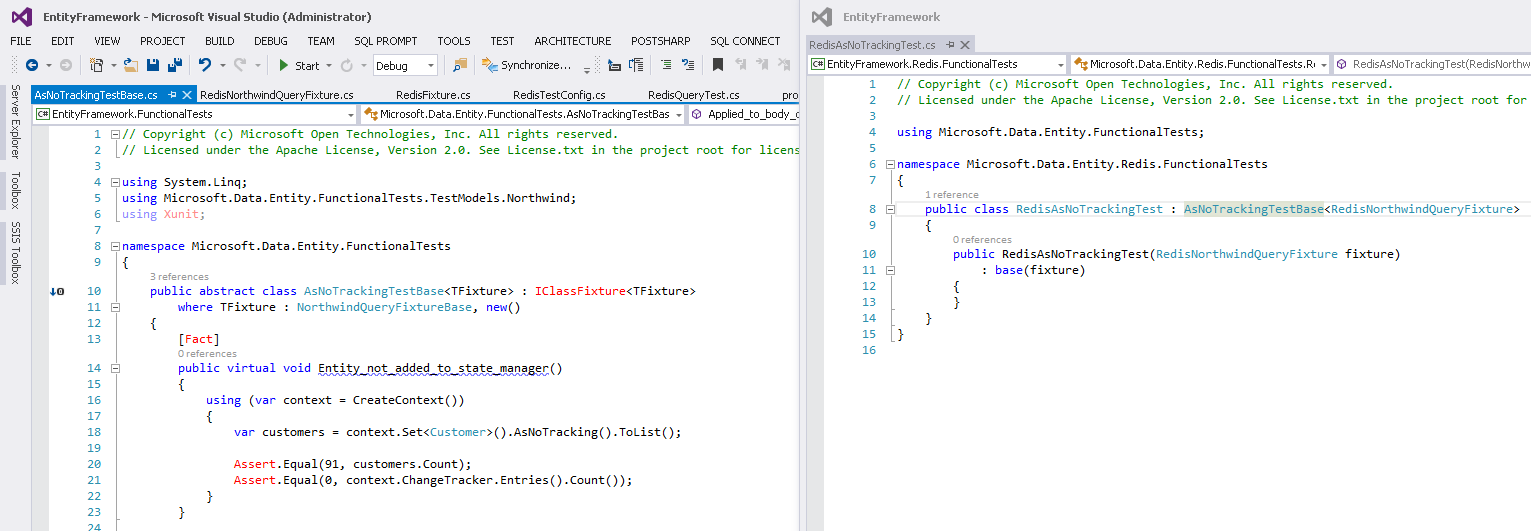 EntityFramework - Microsoft Visual Studio (Administrator)
FILE EDIT VIEW PROJECT BUILD DEBUG TEAM SQL PROMPT TOOLS TEST ARCHITECTURE POSTSHARP SQL CONNECT
Start Debug Synchronize...
Server Explorer
Toolbox
SSIS Toolbox
AsNoTrackingTestBase.cs RedisNorthwindQueryFixture.cs RedisFixture.cs RedisTestConfig.cs RedisQueryTest.cs pro
C# EntityFramework.FunctionalTests Microsoft.Data.Entity.FunctionalTests.AsNoTrackingTestBas Applied_to_body_c
1 // Copyright (c) Microsoft Open Technologies, Inc. All rights reserved.
2 // Licensed under the Apache License, Version 2.0. See License.txt in the project root for licens
3
4 using System.Linq;
5 using Microsoft.Data.Entity.FunctionalTests.TestModels.Northwind;
6 using Xunit;
7
8 namespace Microsoft.Data.Entity.FunctionalTests
9 {
3 references
10 public abstract class AsNoTrackingTestBase<TFixture> : IClassFixture<TFixture>
11 where TFixture : NorthwindQueryFixtureBase, new()
12 {
13 [Fact]
0 references
14 public virtual void Entity_not_added_to_state_manager()
15 {
16 using (var context = CreateContext())
17 {
18 var customers = context.Set<Customer>().AsNoTracking().ToList();
19
20 Assert.Equal(91, customers.Count);
21 Assert.Equal(0, context.ChangeTracker.Entries().Count());
22 }
23 }
24
EntityFramework
RedisAsNoTrackingTest.cs
C# EntityFramework.Redis.FunctionalTests Microsoft.Data.Entity.Redis.FunctionalTests.Re RedisAsNoTrackingTest(RedisNorthw
1 // Copyright (c) Microsoft Open Technologies, Inc. All rights reserved.
2 // Licensed under the Apache License, Version 2.0. See License.txt in the project root for
3
4 using Microsoft.Data.Entity.FunctionalTests;
5
6 namespace Microsoft.Data.Entity.Redis.FunctionalTests
7 {
1 reference
8 public class RedisAsNoTrackingTest : AsNoTrackingTestBase<RedisNorthwindQueryFixture>
9 {
0 references
10 public RedisAsNoTrackingTest(RedisNorthwindQueryFixture fixture)
11 : base(fixture)
12 {
13 }
14 }
15 }
16